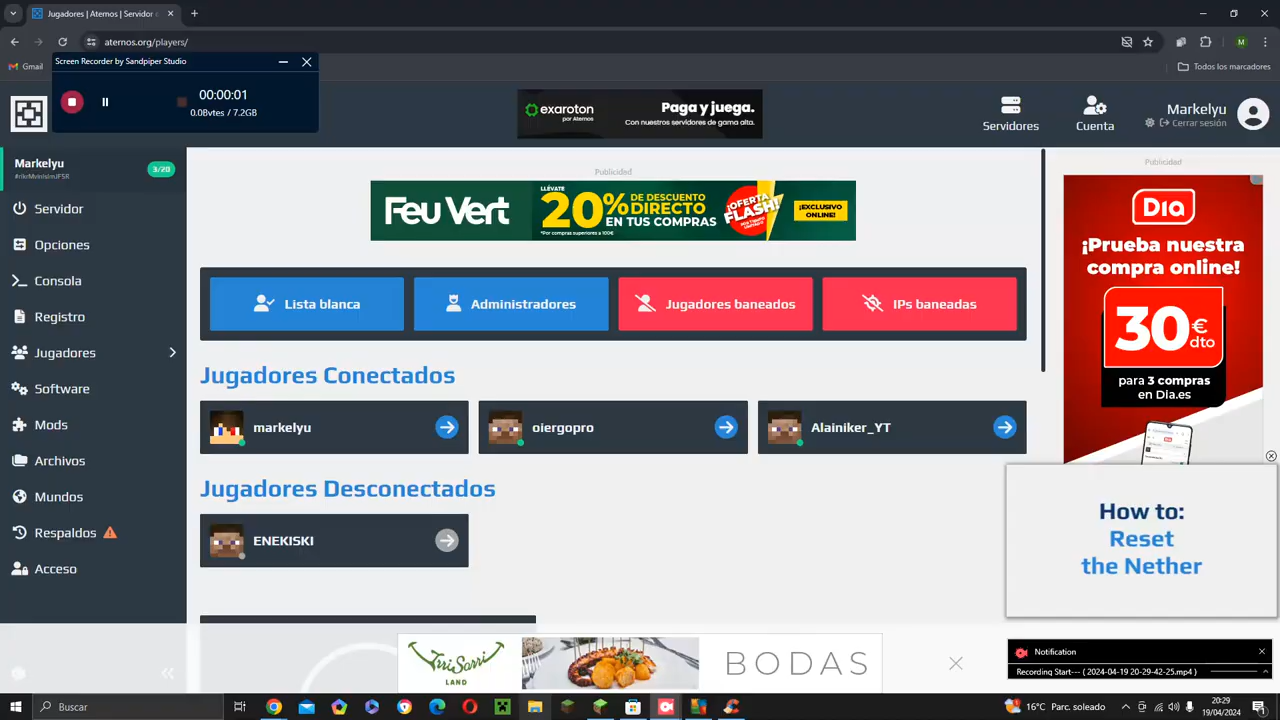 Jugadores | Aternos | Servidor d
aternos.org/players/
Gmail
Todos los marcadores
Screen Recorder by Sandpiper Studio
00:00:01
0.0Bytes / 7.2GB
exaroton
por Aternos
Paga y juega.
Con nuestros servidores de gama alta.
Servidores
Cuenta
Markelyu
Cerrar sesión
Markelyu
3/20
Servidor
Opciones
Consola
Registro
Jugadores
Software
Mods
Archivos
Mundos
Respaldos
Acceso
Publicidad
Feu Vert
LLÉVATE
20%
DE DESCUENTO
DIRECTO
EN TUS COMPRAS
*Por compras superiores a 100€
¡OFERTA
FLASH!
¡EXCLUSIVO
ONLINE!
Lista blanca
Administradores
Jugadores baneados
IPs baneadas
Jugadores Conectados
markelyu
oiergopro
Alainiker_YT
Jugadores Desconectados
ENEKISKI
Publicidad
Dia
¡Prueba nuestra
compra online!
30€
dto
para 3 compras
en Dia.es
How to:
Reset
the Nether
IrriSarri
LAND
BODAS
Notification
Recording Start--- ( 2024-04-19 20-29-42-25.mp4 )
Buscar
16°C Parc. soleado
20:29
19/04/2024